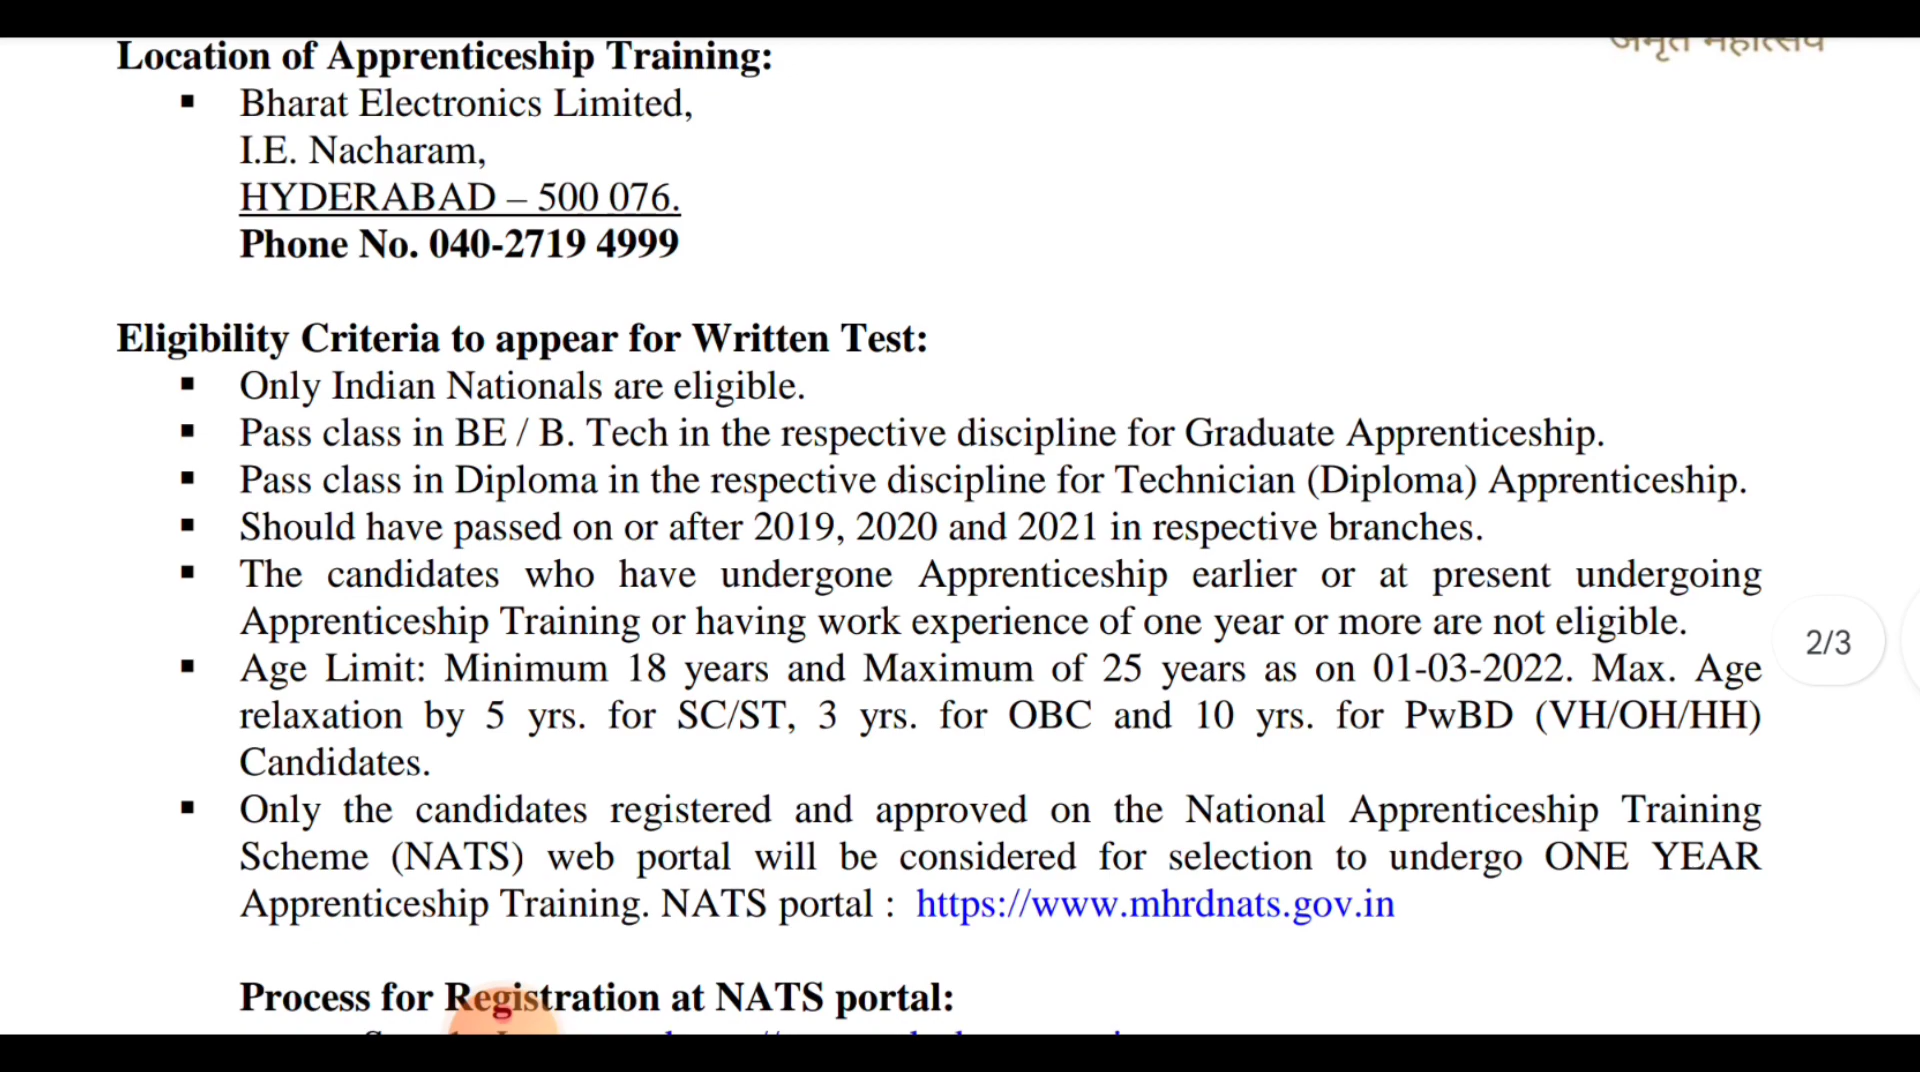 अमृत महोत्सव
Location of Apprenticeship Training:
▪ Bharat Electronics Limited,
I.E. Nacharam,
HYDERABAD – 500 076.
Phone No. 040-2719 4999
Eligibility Criteria to appear for Written Test:
▪ Only Indian Nationals are eligible.
▪ Pass class in BE / B. Tech in the respective discipline for Graduate Apprenticeship.
▪ Pass class in Diploma in the respective discipline for Technician (Diploma) Apprenticeship.
▪ Should have passed on or after 2019, 2020 and 2021 in respective branches.
▪ The candidates who have undergone Apprenticeship earlier or at present undergoing
Apprenticeship Training or having work experience of one year or more are not eligible.
▪ Age Limit: Minimum 18 years and Maximum of 25 years as on 01-03-2022. Max. Age
relaxation by 5 yrs. for SC/ST, 3 yrs. for OBC and 10 yrs. for PwBD (VH/OH/HH)
Candidates.
▪ Only the candidates registered and approved on the National Apprenticeship Training
Scheme (NATS) web portal will be considered for selection to undergo ONE YEAR
Apprenticeship Training. NATS portal : https://www.mhrdnats.gov.in
2/3
Process for Registration at NATS portal: